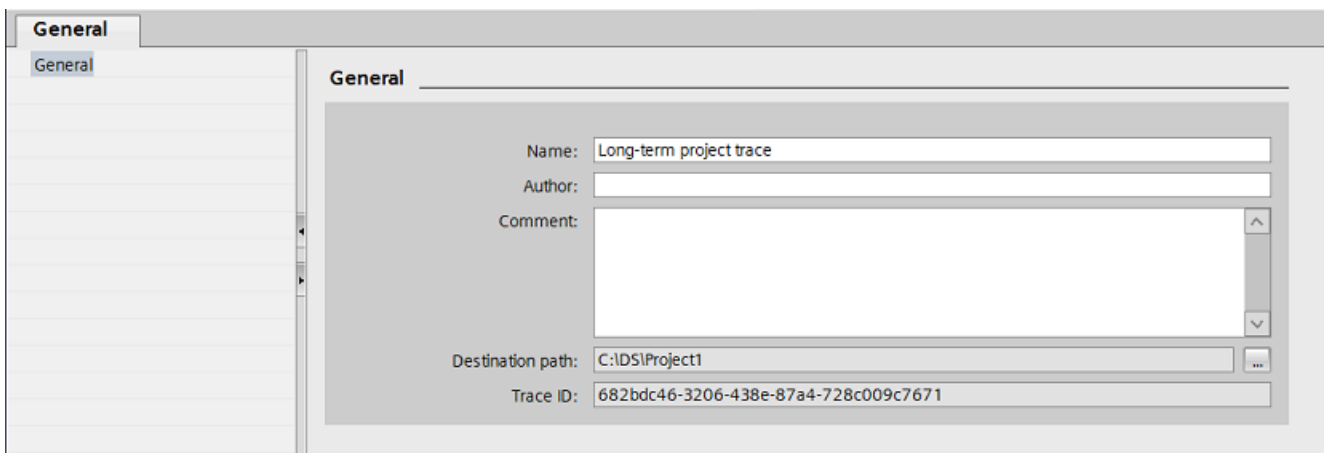 General
General
General
Name: Long-term project trace
Author:
Comment:
Destination path: C:\DS\Project1 ...
Trace ID: 682bdc46-3206-438e-87a4-728c009c7671